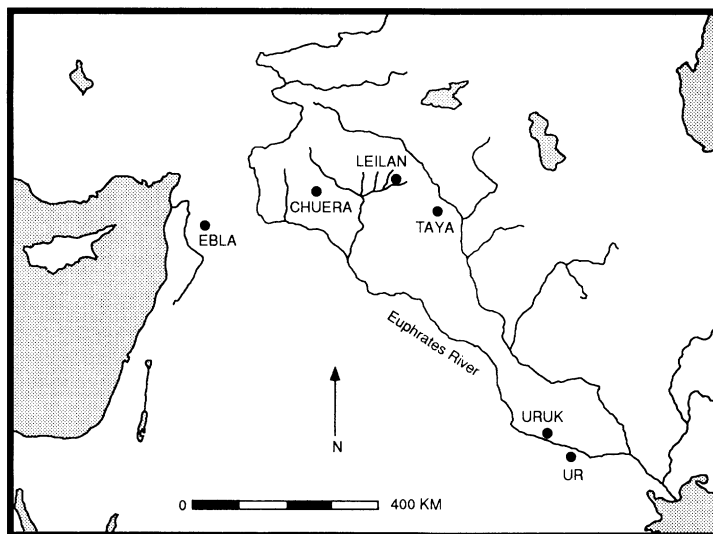 LEILAN
CHUERA
TAYA
EBLA
Euphrates River
URUK
N
UR
0 400 KM